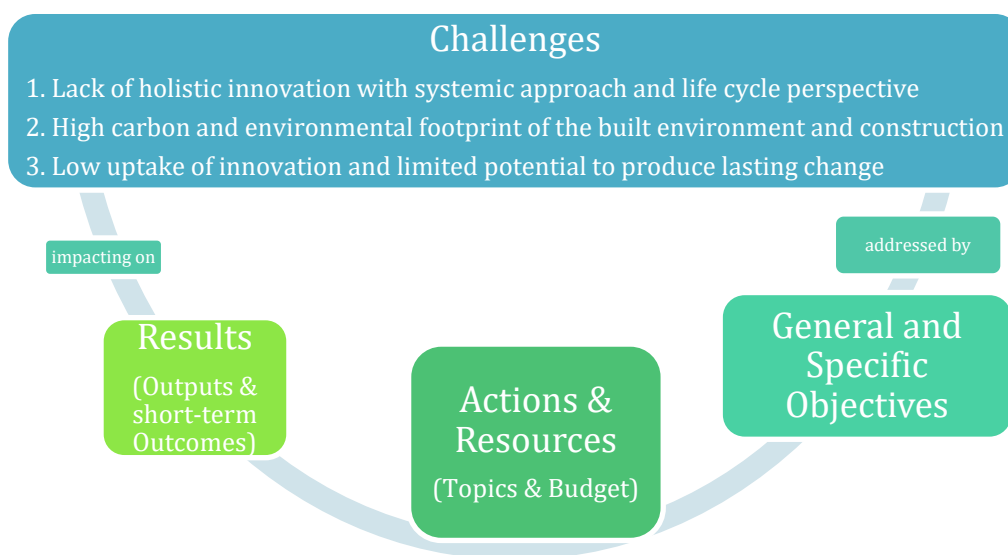 Challenges
1. Lack of holistic innovation with systemic approach and life cycle perspective
2. High carbon and environmental footprint of the built environment and construction
3. Low uptake of innovation and limited potential to produce lasting change
impacting on
addressed by
Results
(Outputs &
short-term
Outcomes)
Actions &
Resources
(Topics & Budget)
General and
Specific
Objectives